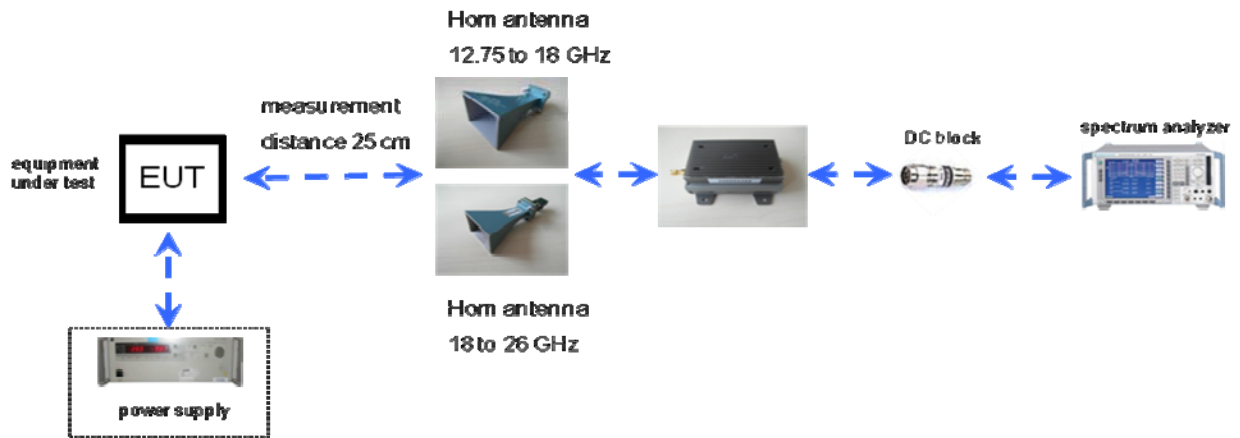 Horn antenna
12.75 to 18 GHz
measurement
distance 25 cm
equipment
under test
EUT
DC block
spectrum analyzer
Horn antenna
18 to 26 GHz
power supply